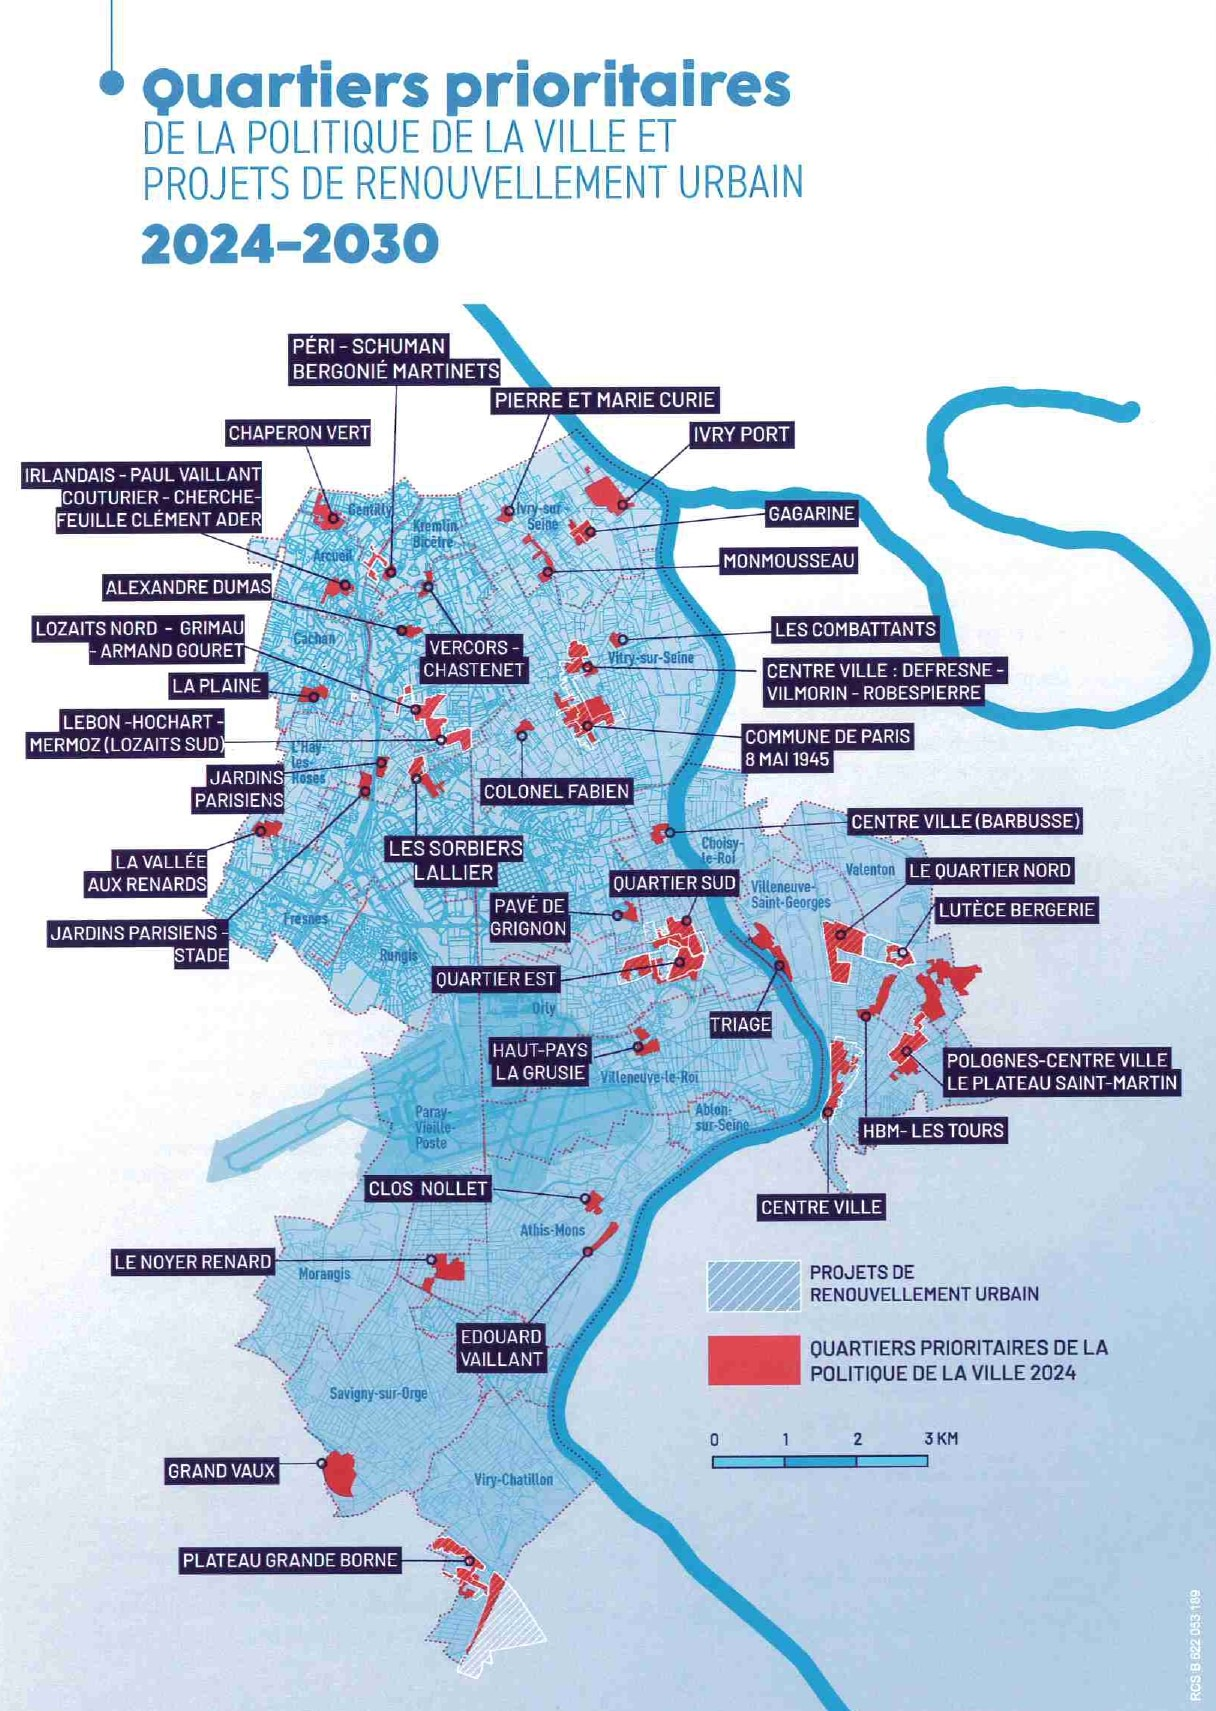 Quartiers prioritaires
DE LA POLITIQUE DE LA VILLE ET
PROJETS DE RENOUVELLEMENT URBAIN
2024-2030
PÉRI - SCHUMAN
BERGONIÉ MARTINETS
PIERRE ET MARIE CURIE
CHAPERON VERT
IVRY PORT
IRLANDAIS - PAUL VAILLANT
COUTURIER - CHERCHE-
FEUILLE CLÉMENT ADER
Gentilly
Ivry-sur-
Seine
GAGARINE
Kremlin
Bicêtre
Arcueil
MONMOUSSEAU
ALEXANDRE DUMAS
LOZAITS NORD - GRIMAU
- ARMAND GOURET
Cachan
VERCORS -
CHASTENET
LES COMBATTANTS
Vitry-sur-Seine
CENTRE VILLE : DEFRESNE -
VILMORIN - ROBESPIERRE
LA PLAINE
LEBON -HOCHART -
MERMOZ (LOZAITS SUD)
COMMUNE DE PARIS
8 MAI 1945
L'Haÿ-
les-
Roses
JARDINS
PARISIENS
COLONEL FABIEN
CENTRE VILLE (BARBUSSE)
LA VALLÉE
AUX RENARDS
LES SORBIERS
LALLIER
Choisy-
le-Roi
Valenton
LE QUARTIER NORD
QUARTIER SUD
Villeneuve-
Saint-Georges
PAVÉ DE
GRIGNON
LUTÈCE BERGERIE
Fresnes
JARDINS PARISIENS -
STADE
Rungis
QUARTIER EST
Orly
TRIAGE
HAUT-PAYS
LA GRUSIE
Villeneuve-le-Roi
POLOGNES-CENTRE VILLE
LE PLATEAU SAINT-MARTIN
Paray-
Vieille-
Poste
Ablon-
sur-Seine
HBM- LES TOURS
CLOS NOLLET
CENTRE VILLE
Athis-Mons
LE NOYER RENARD
Morangis
PROJETS DE
RENOUVELLEMENT URBAIN
EDOUARD
VAILLANT
QUARTIERS PRIORITAIRES DE LA
POLITIQUE DE LA VILLE 2024
Savigny-sur-Orge
0 1 2 3 KM
GRAND VAUX
Viry-Chatillon
PLATEAU GRANDE BORNE
RCS B 622 053 189